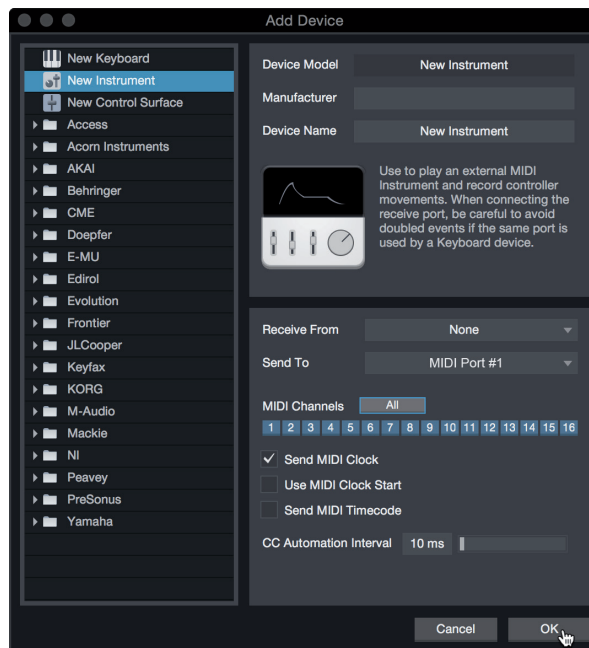 Add Device
New Keyboard
New Instrument
New Control Surface
Access
Acorn Instruments
AKAI
Behringer
CME
Doepfer
E-MU
Edirol
Evolution
Frontier
JLCooper
Keyfax
KORG
M-Audio
Mackie
NI
Peavey
PreSonus
Yamaha
Device Model New Instrument
Manufacturer
Device Name New Instrument
Use to play an external MIDI
Instrument and record controller
movements. When connecting the
receive port, be careful to avoid
doubled events if the same port is
used by a Keyboard device.
Receive From None
Send To MIDI Port #1
MIDI Channels All
1 2 3 4 5 6 7 8 9 10 11 12 13 14 15 16
Send MIDI Clock
Use MIDI Clock Start
Send MIDI Timecode
CC Automation Interval 10 ms
Cancel OK